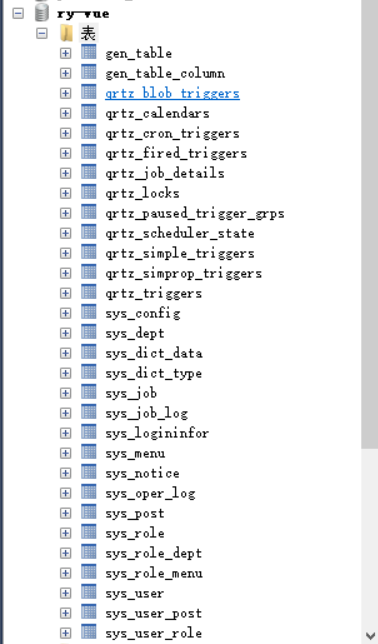 ry-vue
表
gen_table
gen_table_column
qrtz_blob_triggers
qrtz_calendars
qrtz_cron_triggers
qrtz_fired_triggers
qrtz_job_details
qrtz_locks
qrtz_paused_trigger_grps
qrtz_scheduler_state
qrtz_simple_triggers
qrtz_simprop_triggers
qrtz_triggers
sys_config
sys_dept
sys_dict_data
sys_dict_type
sys_job
sys_job_log
sys_logininfor
sys_menu
sys_notice
sys_oper_log
sys_post
sys_role
sys_role_dept
sys_role_menu
sys_user
sys_user_post
sys_user_role